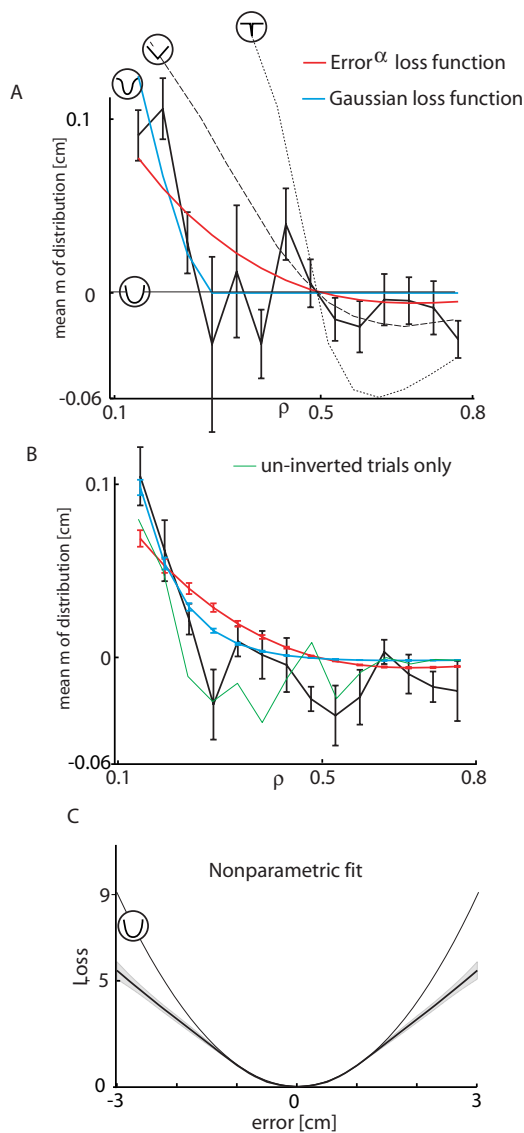 A
Error^α loss function
Gaussian loss function
0.1
mean m of distribution [cm]
0
-0.06
0.1
ρ
0.5
0.8
B
un-inverted trials only
0.1
mean m of distribution [cm]
0
-0.06
0.1
ρ
0.5
0.8
C
Nonparametric fit
9
Loss
5
0
-3
0
3
error [cm]